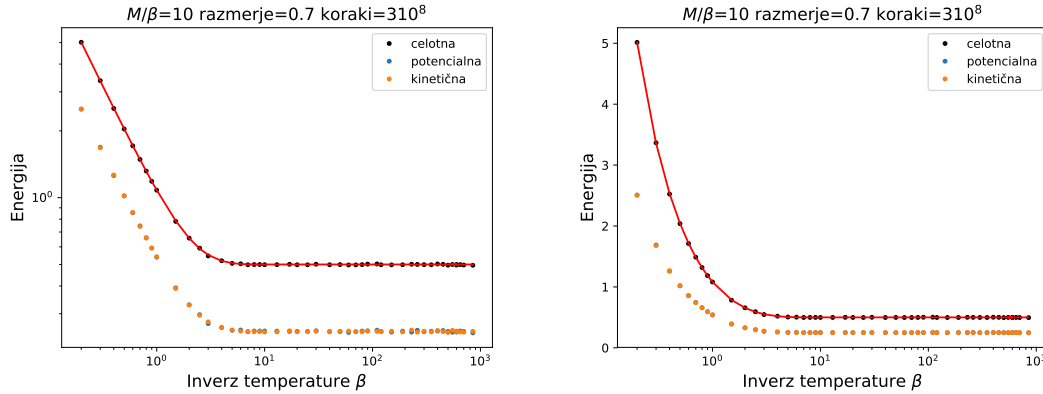 M/β=10 razmerje=0.7 koraki=310⁸
celotna
potencialna
kinetična
10⁰
Energija
10⁰ 10¹ 10² 10³
Inverz temperature β
M/β=10 razmerje=0.7 koraki=310⁸
celotna
potencialna
kinetična
5
4
3
2
1
0
Energija
10⁰ 10¹ 10² 10³
Inverz temperature β